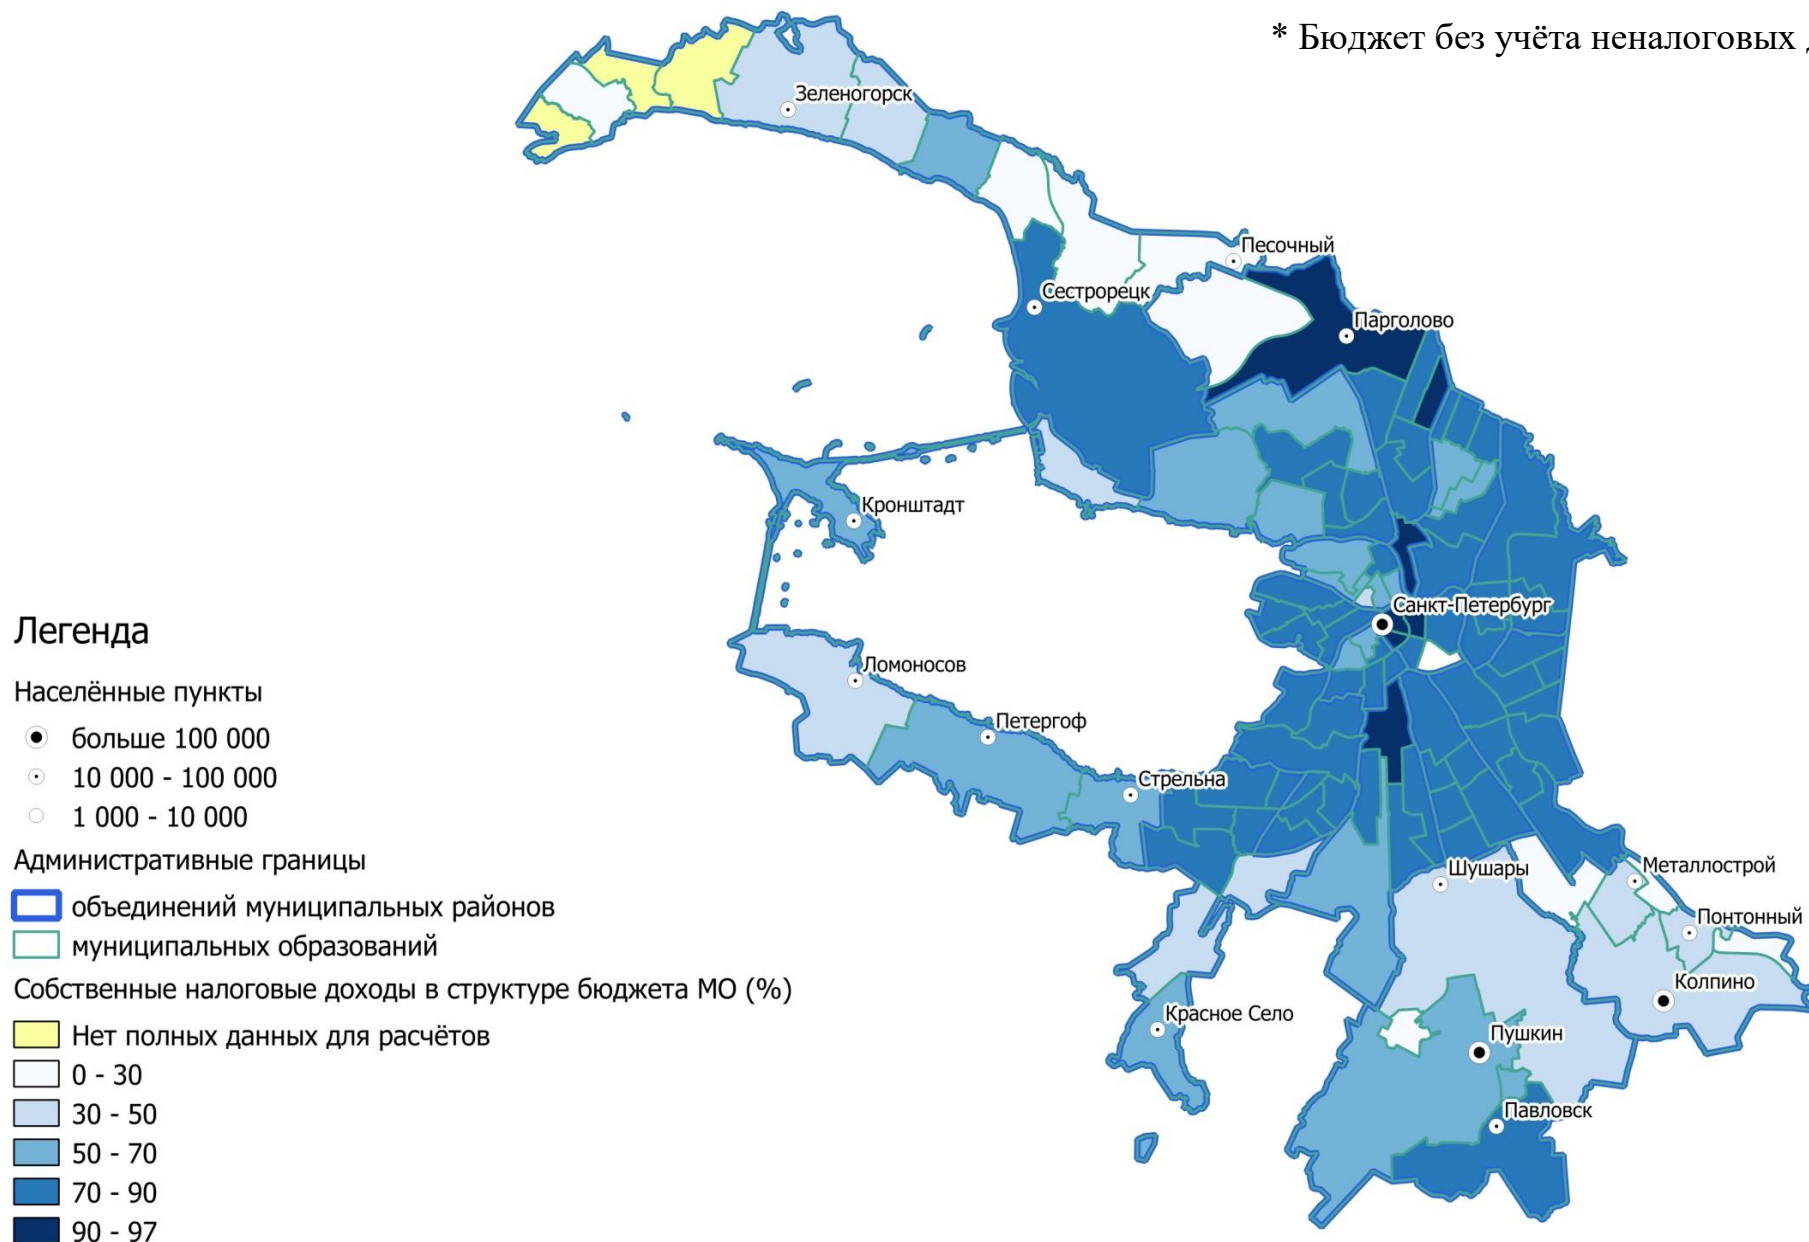 * Бюджет без учёта неналоговых
Зеленогорск
Песочный
Сестрорецк
Парголово
Кронштадт
Санкт-Петербург
Ломоносов
Петергоф
Стрельна
Шушары
Металлострой
Понтонный
Колпино
Красное Село
Пушкин
Павловск
Легенда
Населённые пункты
больше 100 000
10 000 - 100 000
1 000 - 10 000
Административные границы
объединений муниципальных районов
муниципальных образований
Собственные налоговые доходы в структуре бюджета МО (%)
Нет полных данных для расчётов
0 - 30
30 - 50
50 - 70
70 - 90
90 - 97